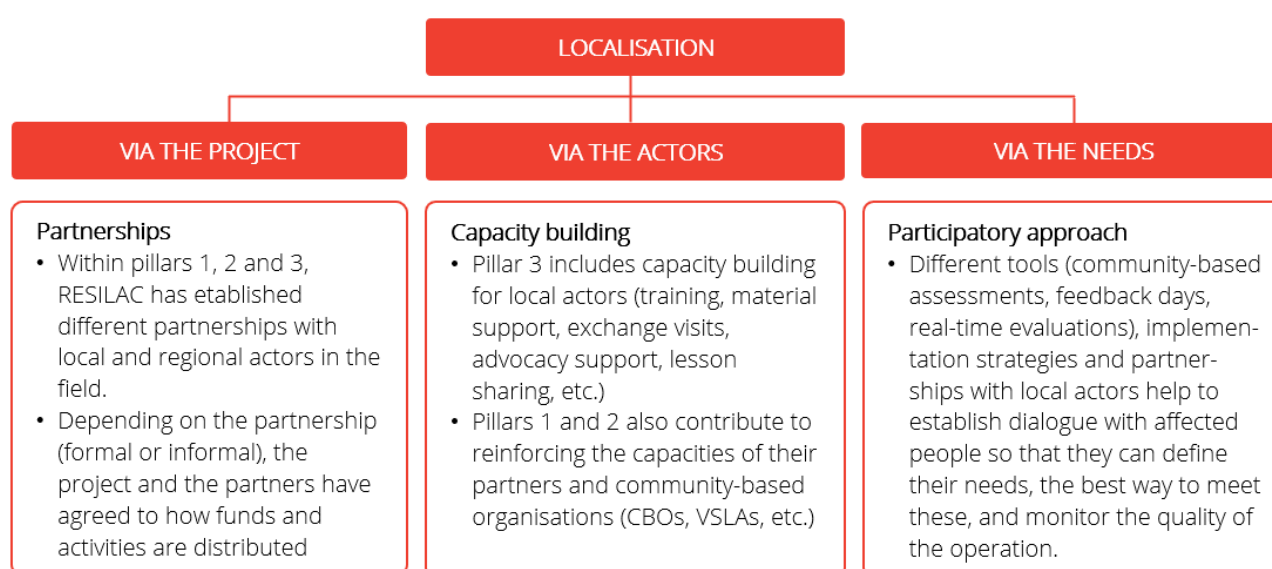 LOCALISATION
VIA THE PROJECT
Partnerships
• Within pillars 1, 2 and 3,
RESILAC has etablished
different partnerships with
local and regional actors in the
field.
• Depending on the partnership
(formal or informal), the
project and the partners have
agreed to how funds and
activities are distributed
VIA THE ACTORS
Capacity building
• Pillar 3 includes capacity building
for local actors (training, material
support, exchange visits,
advocacy support, lesson
sharing, etc.)
• Pillars 1 and 2 also contribute to
reinforcing the capacities of their
partners and community-based
organisations (CBOs, VSLAs, etc.)
VIA THE NEEDS
Participatory approach
• Different tools (community-based
assessments, feedback days,
real-time evaluations), implemen-
tation strategies and partner-
ships with local actors help to
establish dialogue with affected
people so that they can define
their needs, the best way to meet
these, and monitor the quality of
the operation.